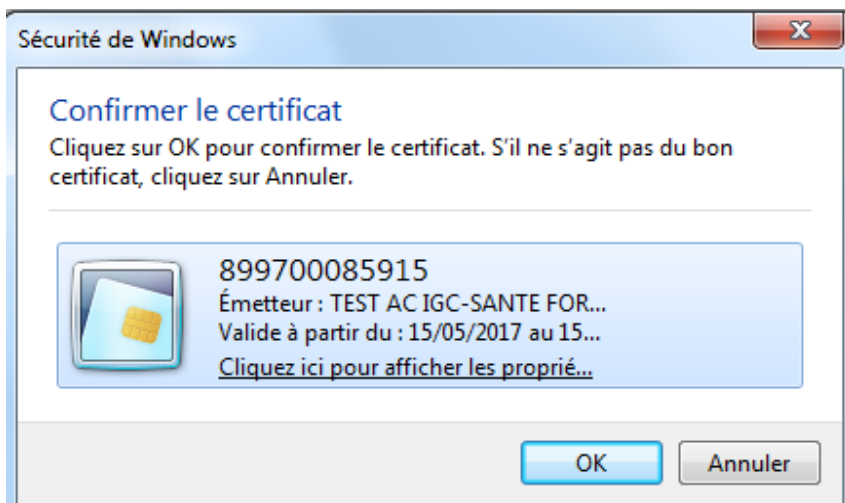 Sécurité de Windows
Confirmer le certificat
Cliquez sur OK pour confirmer le certificat. S'il ne s'agit pas du bon
certificat, cliquez sur Annuler.
899700085915
Émetteur : TEST AC IGC-SANTE FOR...
Valide à partir du : 15/05/2017 au 15...
Cliquez ici pour afficher les proprié...
OK Annuler